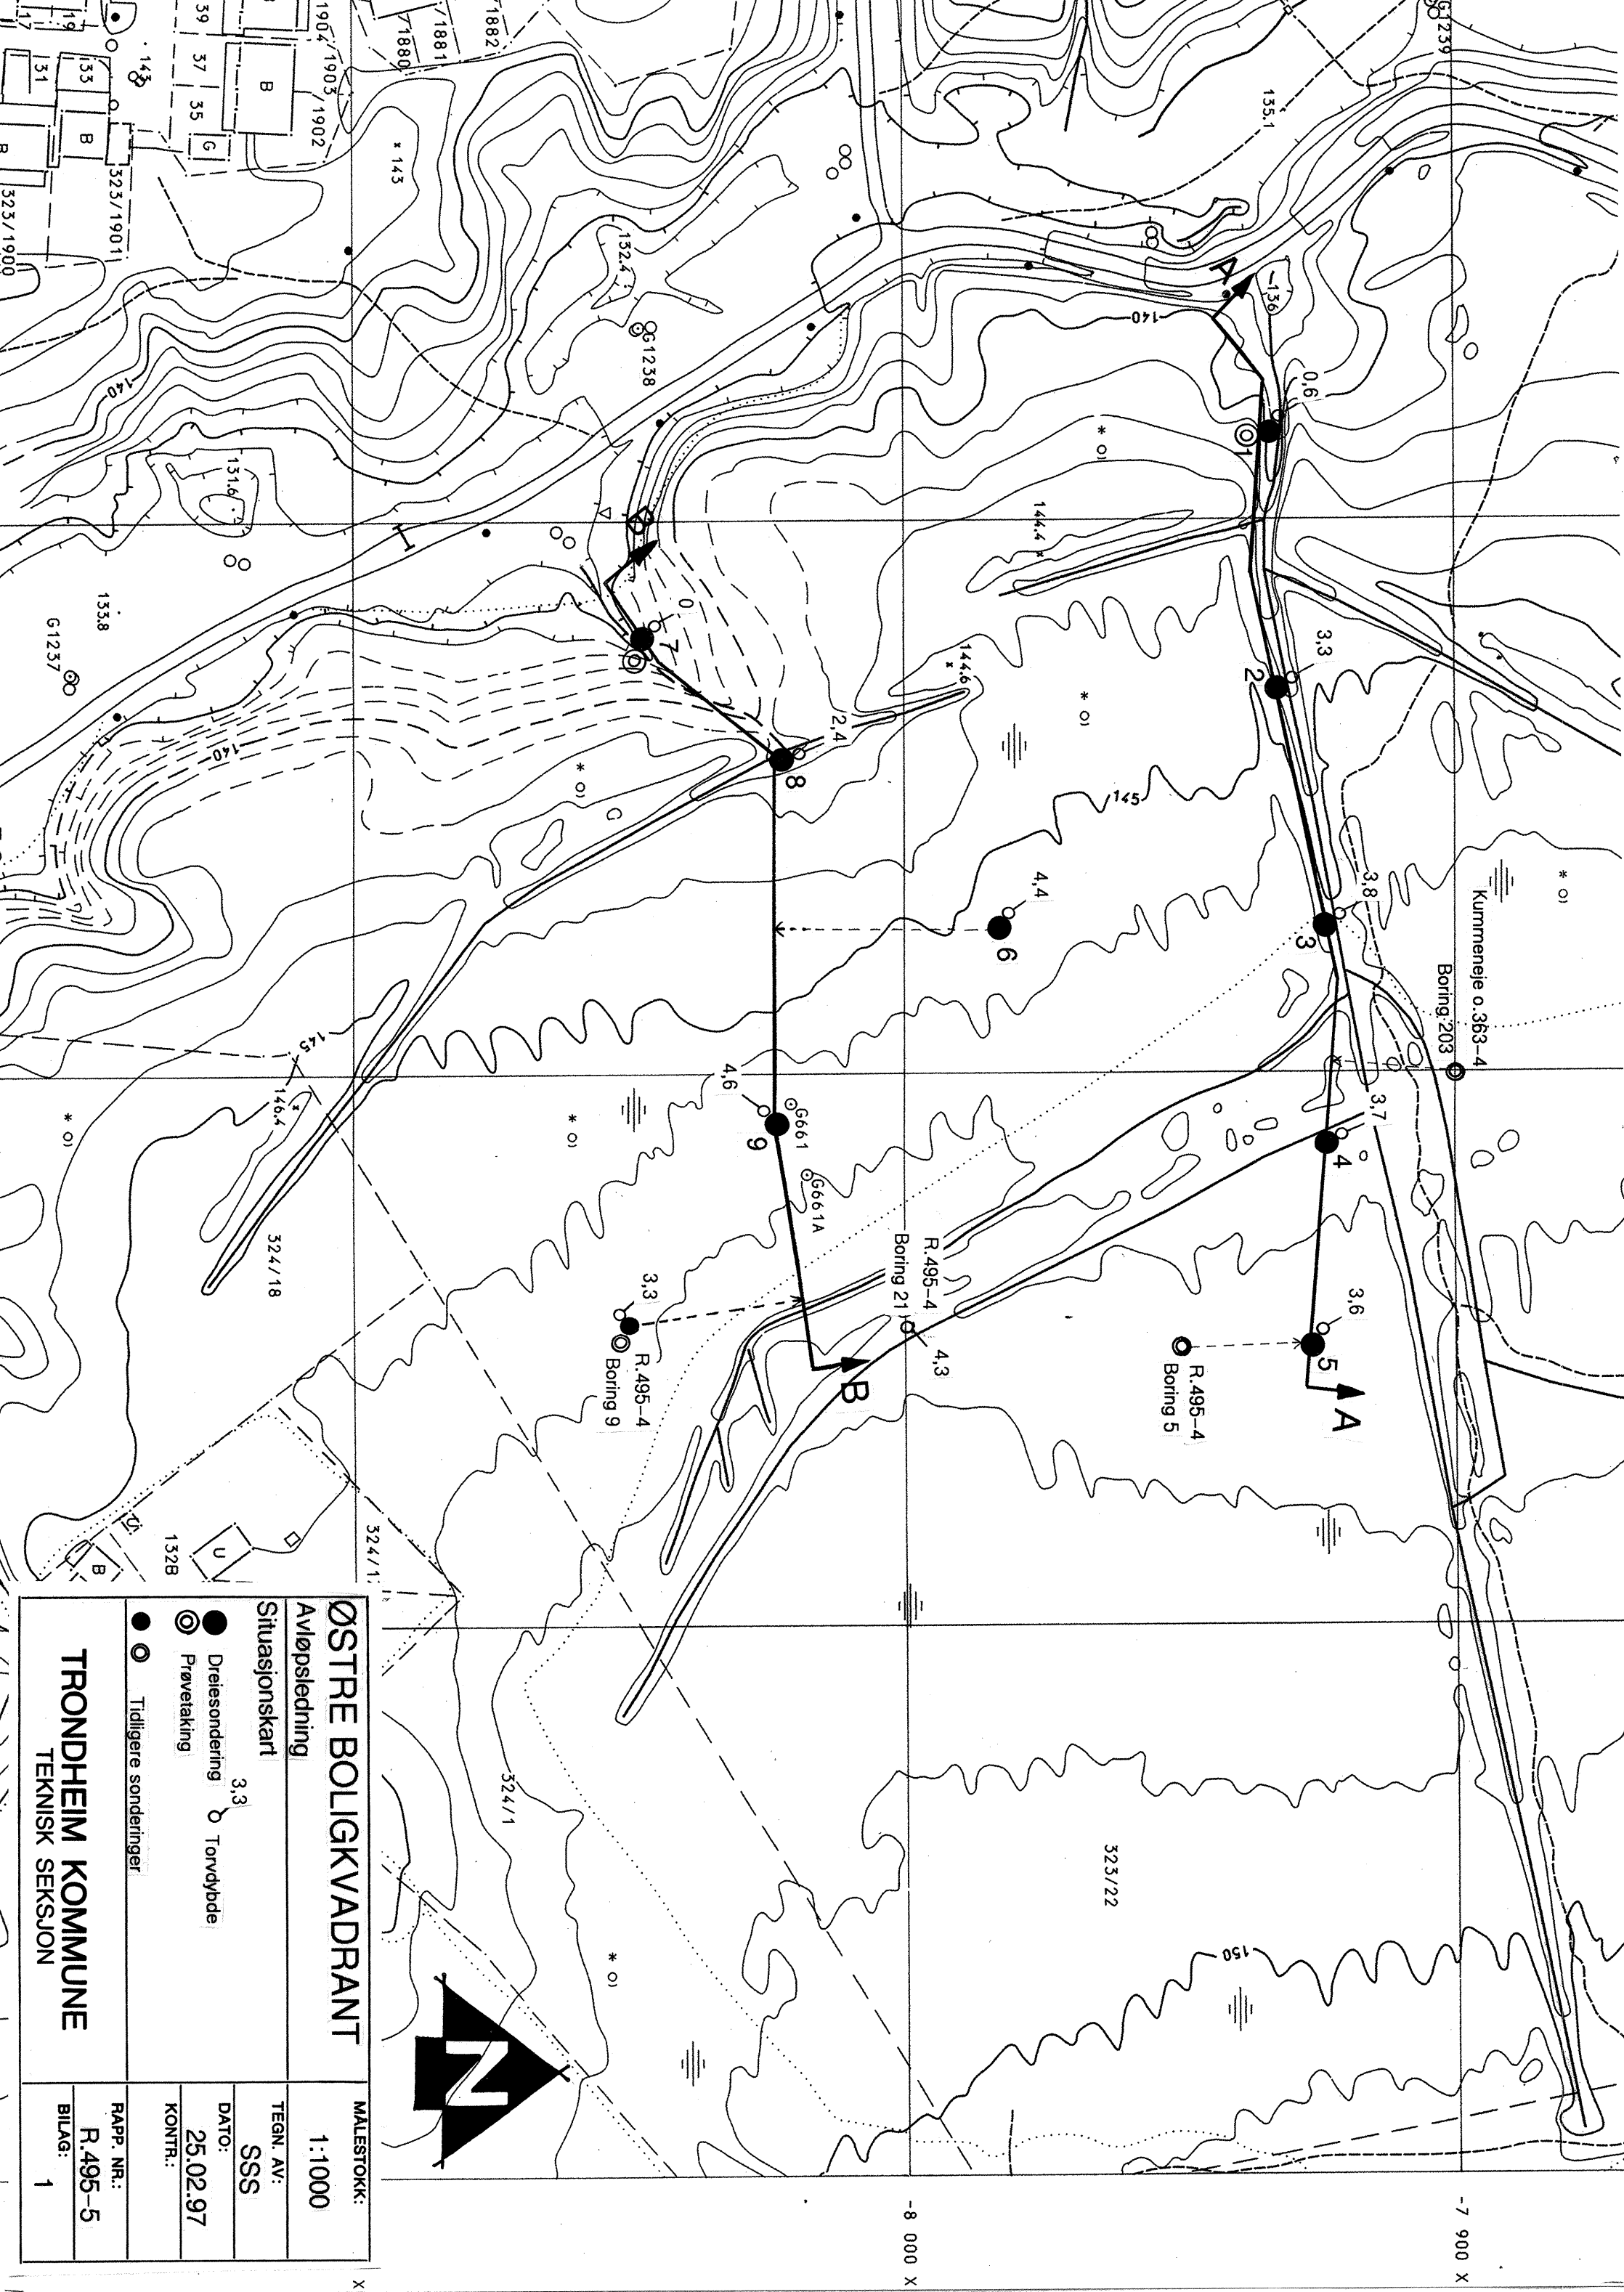 ØSTRE BOLIGKVADRANT
Avløpsledning
Situasjonskart
Dreiesondering
3,3
Torvdybde
Prøvetaking
Tidligere sonderinger
TRONDHEIM KOMMUNE
TEKNISK SEKSJON
MÅLESTOKK:
1:1000
TEGN. AV:
SSS
DATO:
25.02.97
KONTR.:
RAPP. NR.:
R.495-5
BILAG:
1
N
Kummeneje o.363-4
Boring 203
R.495-4
Boring 5
R.495-4
Boring 21
4,3
R.495-4
Boring 9
3,3
A
A
B
B
1
0,6
2
3,3
3
3,8
4
3,7
5
3,6
6
4,4
7
0
8
2,4
9
4,6
G661
G661A
G1237
G1238
G1239
135.1
136
140
140
140
143
143
132.4
131.6
133.8
144.4
144.6
145
145
146.4
150
323/22
324/1
324/18
132B
323/1900
323/1901
/1902
1904/1903
/1880
/1881
/1882
39
37
35
33
31
19
17
B
B
B
G
U
-7 900 X
-8 000 X
X